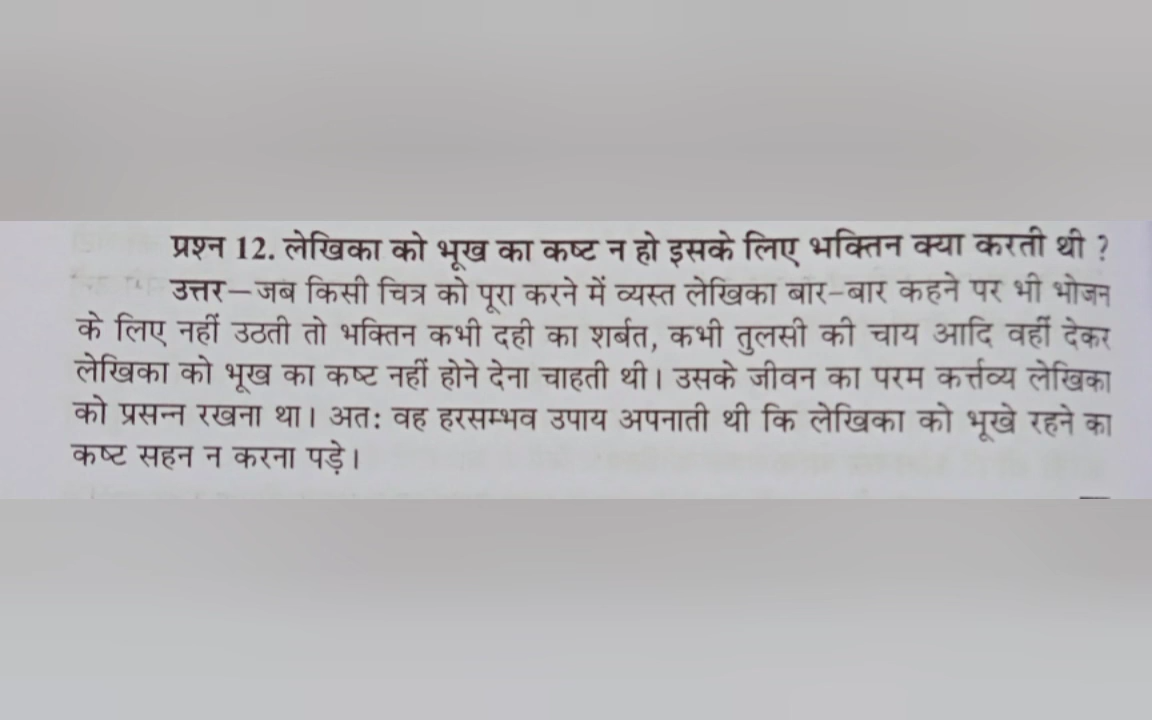 प्रश्न 12. लेखिका को भूख का कष्ट न हो इसके लिए भक्तिन क्या करती थी ?
उत्तर–जब किसी चित्र को पूरा करने में व्यस्त लेखिका बार-बार कहने पर भी भोजन
के लिए नहीं उठती तो भक्तिन कभी दही का शर्बत, कभी तुलसी की चाय आदि वहीं देकर
लेखिका को भूख का कष्ट नहीं होने देना चाहती थी। उसके जीवन का परम कर्त्तव्य लेखिका
को प्रसन्न रखना था। अतः वह हरसम्भव उपाय अपनाती थी कि लेखिका को भूखे रहने का
कष्ट सहन न करना पड़े।